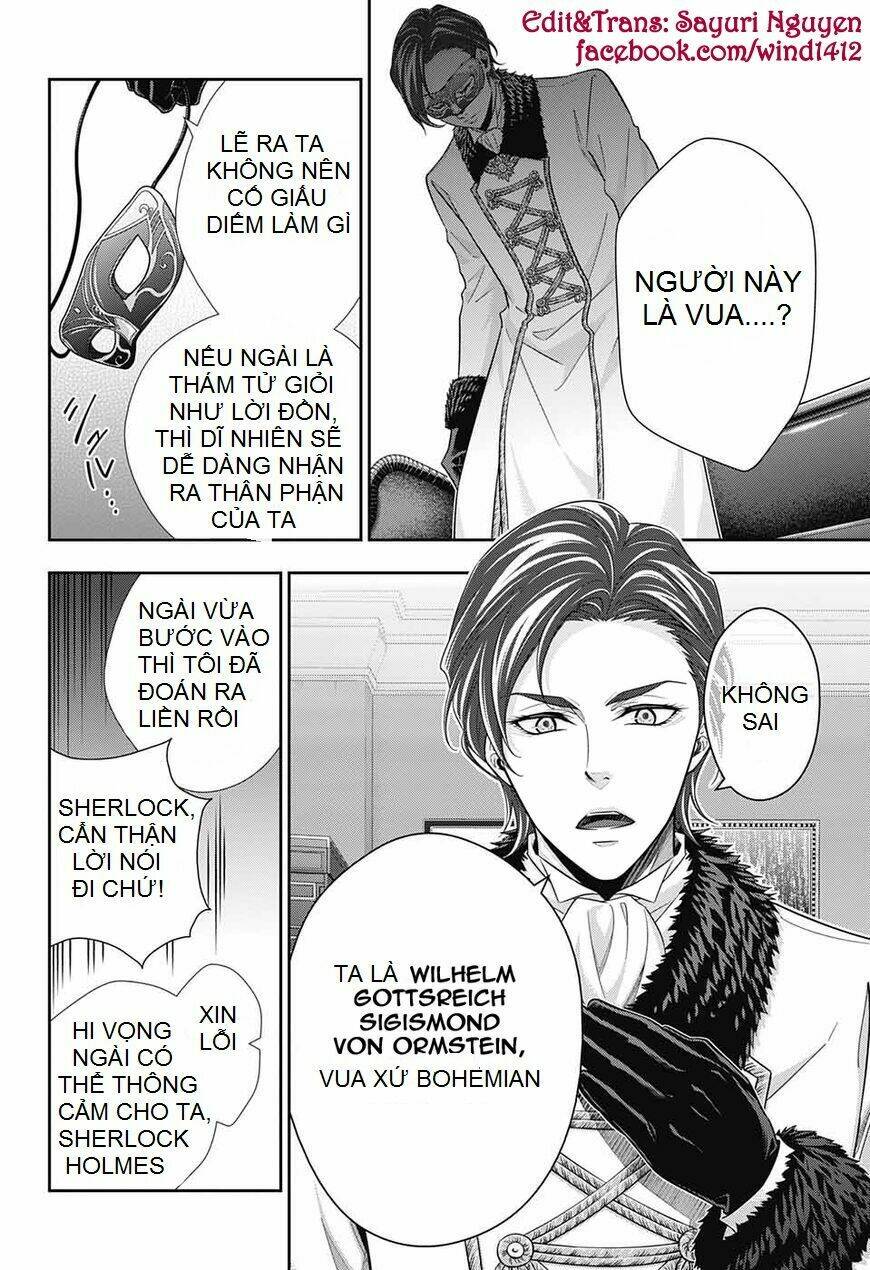 Edit&Trans: Sayuri Nguyen
facebook.com/wind1412
NGƯỜI NÀY
LÀ VUA....?
LẼ RA TA
KHÔNG NÊN
CỐ GIẤU
DIẾM LÀM GÌ
NẾU NGÀI LÀ
THÁM TỬ GIỎI
NHƯ LỜI ĐỒN,
THÌ DĨ NHIÊN SẼ
DỄ DÀNG NHẬN
RA THÂN PHẬN
CỦA TA
KHÔNG
SAI
TA LÀ WILHELM
GOTTSREICH
SIGISMOND
VON ORMSTEIN,
VUA XỨ BOHEMIAN
NGÀI VỪA
BƯỚC VÀO
THÌ TÔI ĐÃ
ĐOÁN RA
LIỀN RỒI
SHERLOCK,
CẨN THẬN
LỜI NÓI
ĐI CHỨ!
XIN
LỖI
HI VỌNG
NGÀI CÓ
THỂ THÔNG
CẢM CHO TA,
SHERLOCK
HOLMES